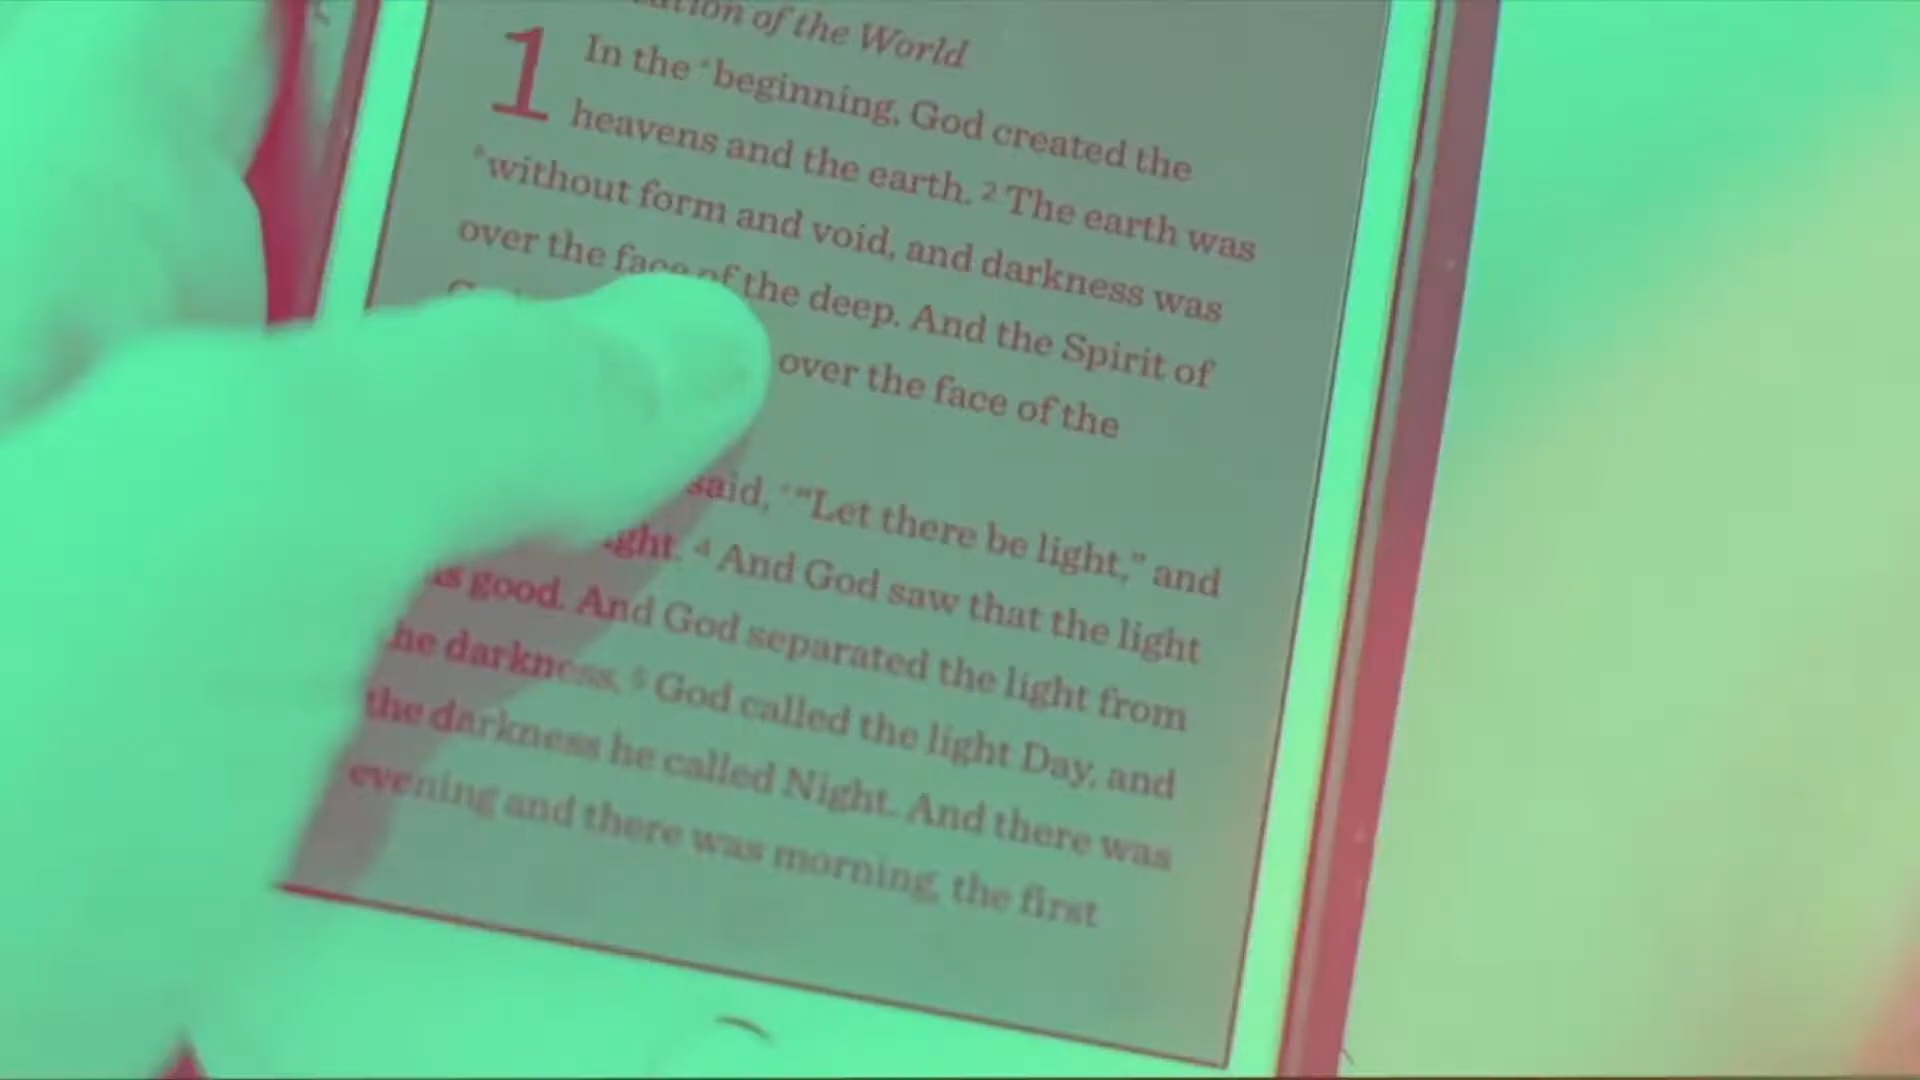 of the World
1 In the beginning, God created the
heavens and the earth. 2 The earth was
without form and void, and darkness was
over the face of the deep. And the Spirit of
over the face of the
said, “Let there be light,” and
4 And God saw that the light
good. And God separated the light from
the darkness. 5 God called the light Day, and
the darkness he called Night. And there was
evening and there was morning, the first